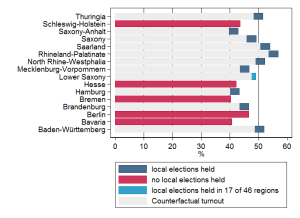 Thuringia
Schleswig-Holstein
Saxony-Anhalt
Saxony
Saarland
Rhineland-Palatinate
North Rhine-Westphalia
Mecklenburg-Vorpommern
Lower Saxony
Hesse
Hamburg
Bremen
Brandenburg
Berlin
Bavaria
Baden-Württemberg
0 10 20 30 40 50 60
%
local elections held
no local elections held
local elections held in 17 of 46 regions
Counterfactual turnout